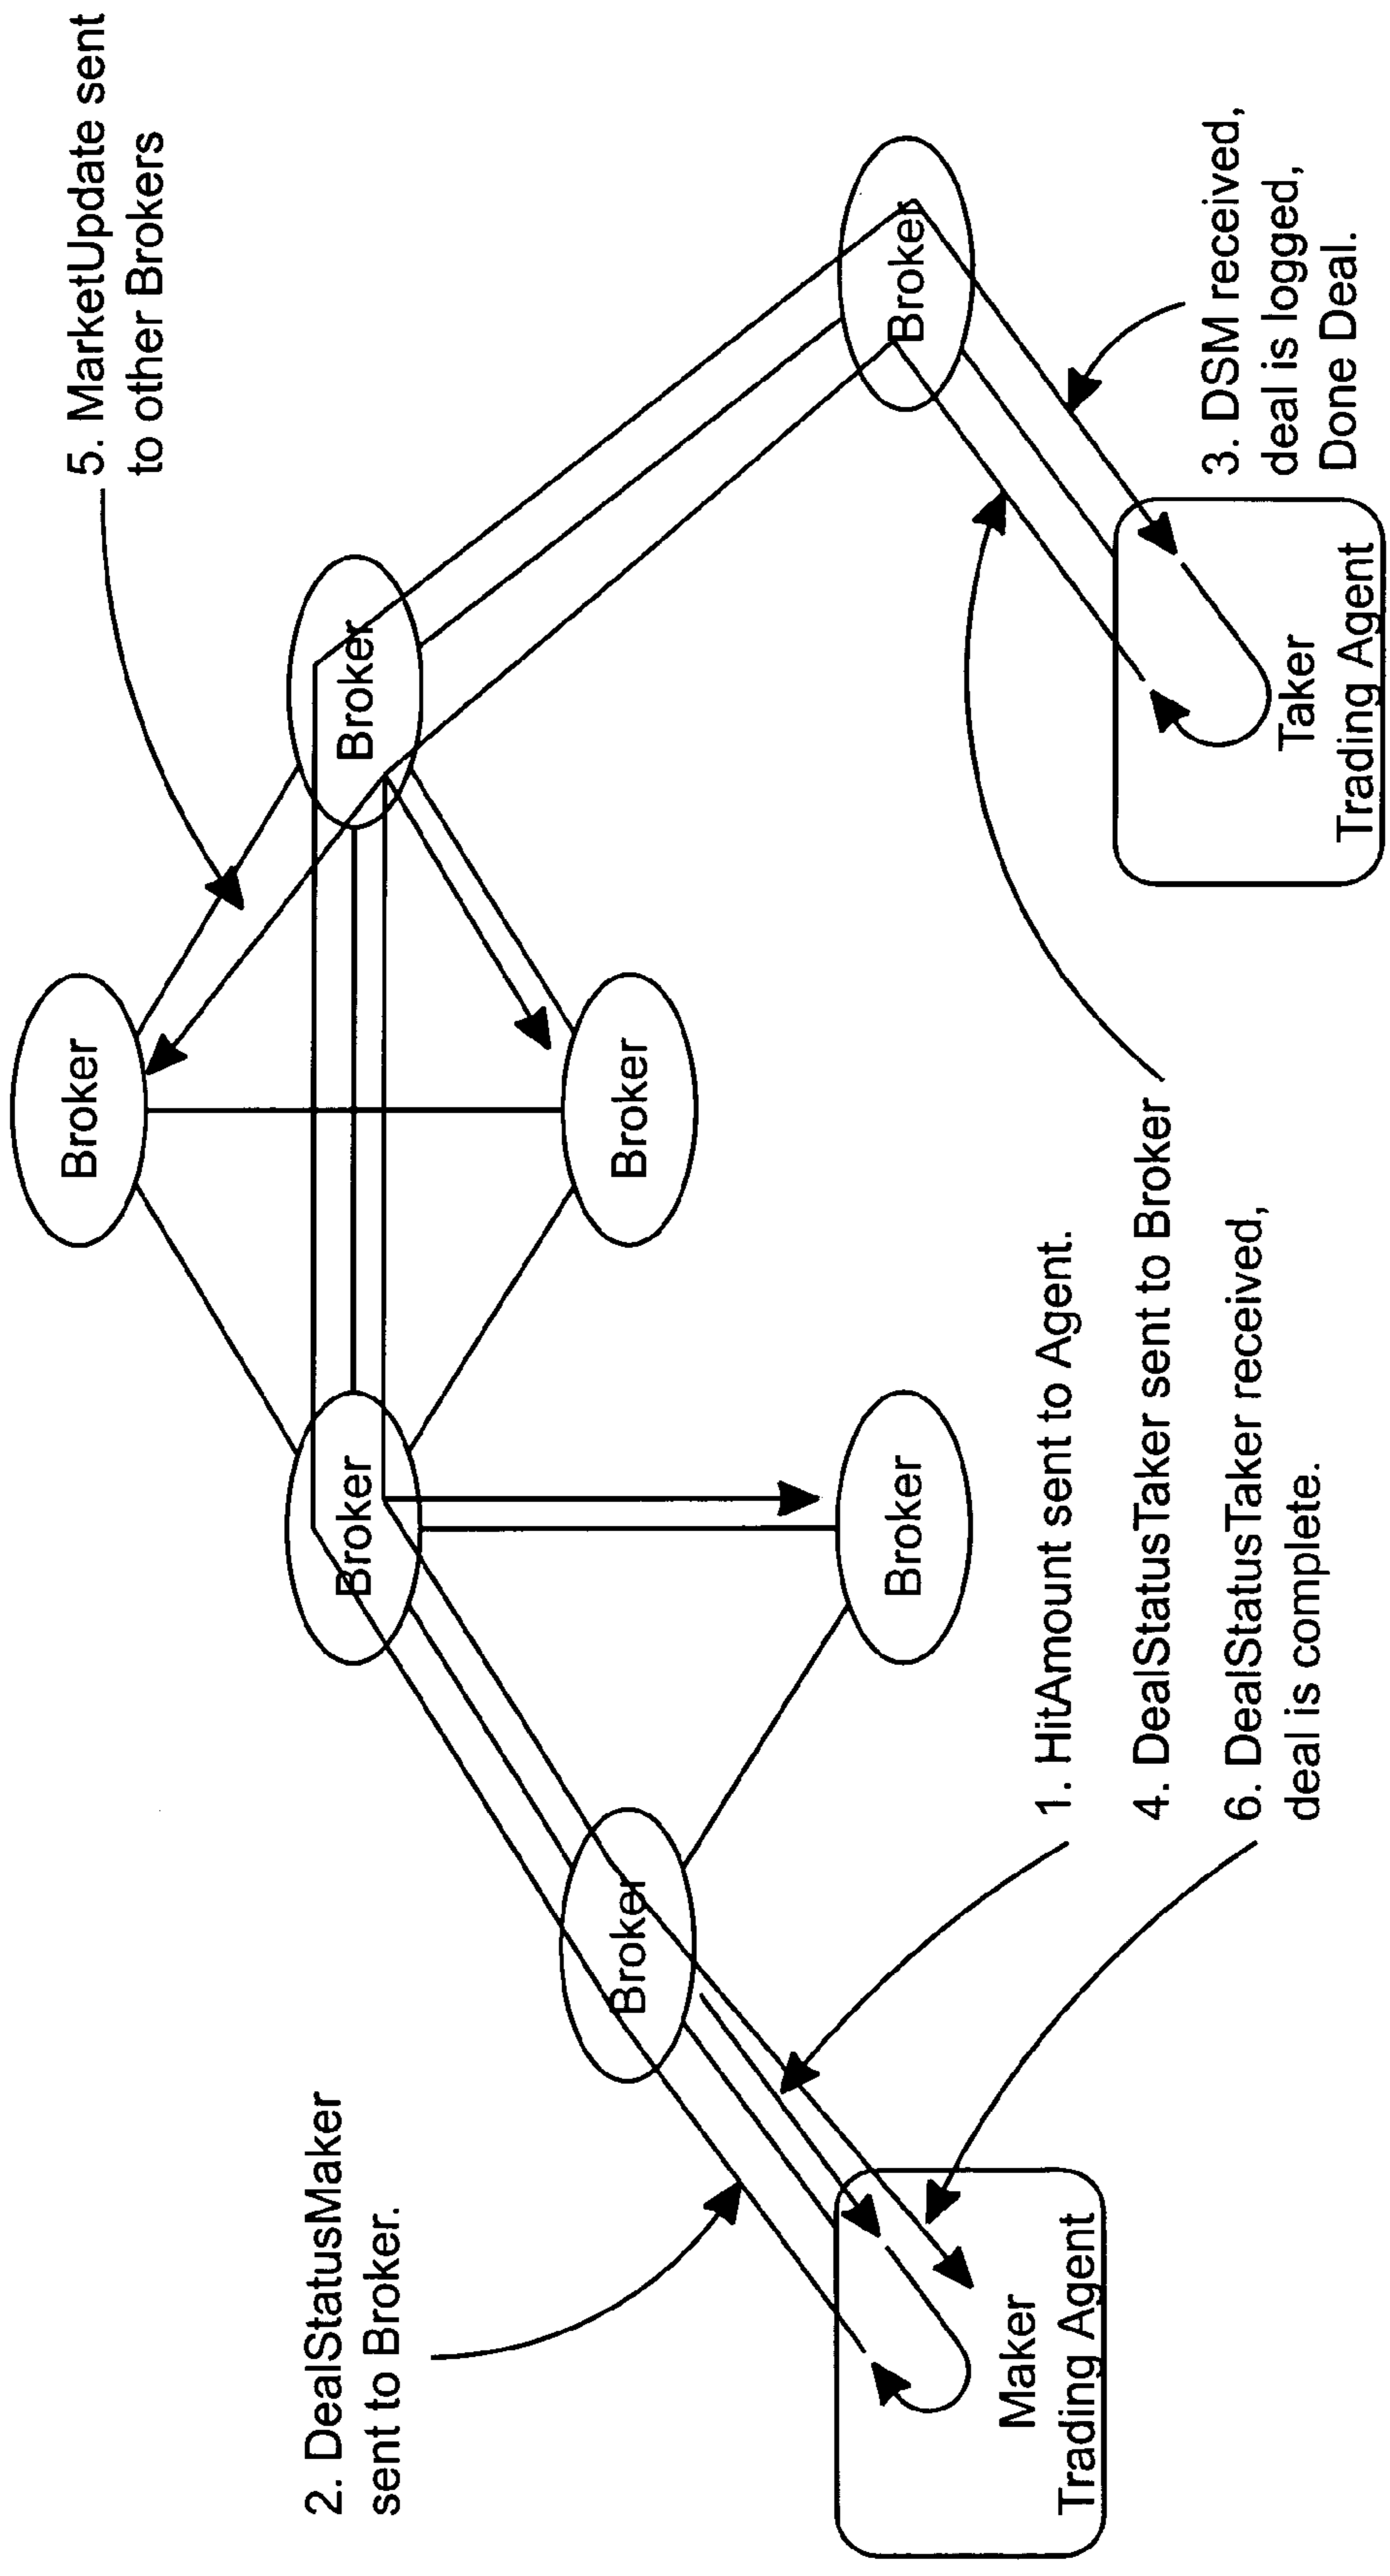 5. MarketUpdate sent
to other Brokers
2. DealStatusMaker
sent to Broker.
Broker
Broker
Broker
Broker
Broker
Broker
Broker
Maker
Trading Agent
Taker
Trading Agent
1. HitAmount sent to Agent.
4. DealStatusTaker sent to Broker
6. DealStatusTaker received,
deal is complete.
3. DSM received,
deal is logged,
Done Deal.